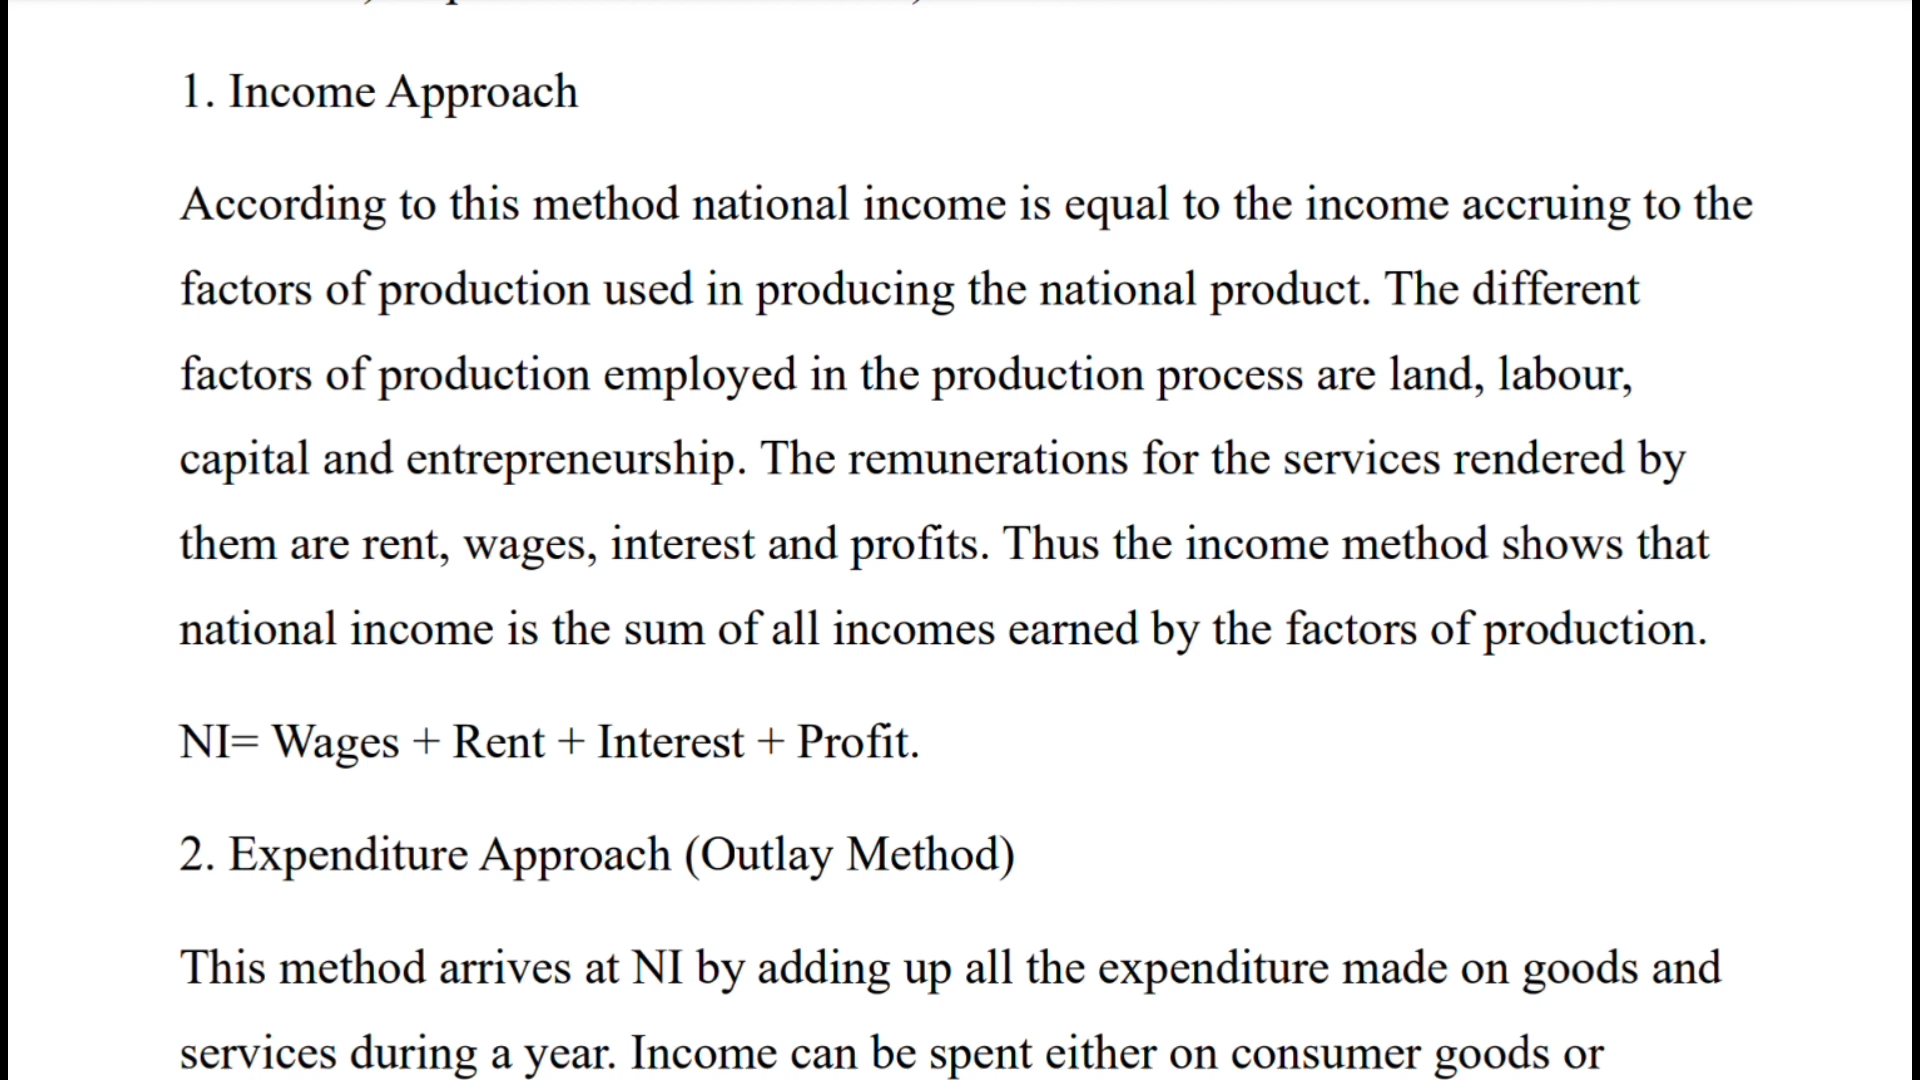 1. Income Approach
According to this method national income is equal to the income accruing to the
factors of production used in producing the national product. The different
factors of production employed in the production process are land, labour,
capital and entrepreneurship. The remunerations for the services rendered by
them are rent, wages, interest and profits. Thus the income method shows that
national income is the sum of all incomes earned by the factors of production.
NI= Wages + Rent + Interest + Profit.
2. Expenditure Approach (Outlay Method)
This method arrives at NI by adding up all the expenditure made on goods and
services during a year. Income can be spent either on consumer goods or